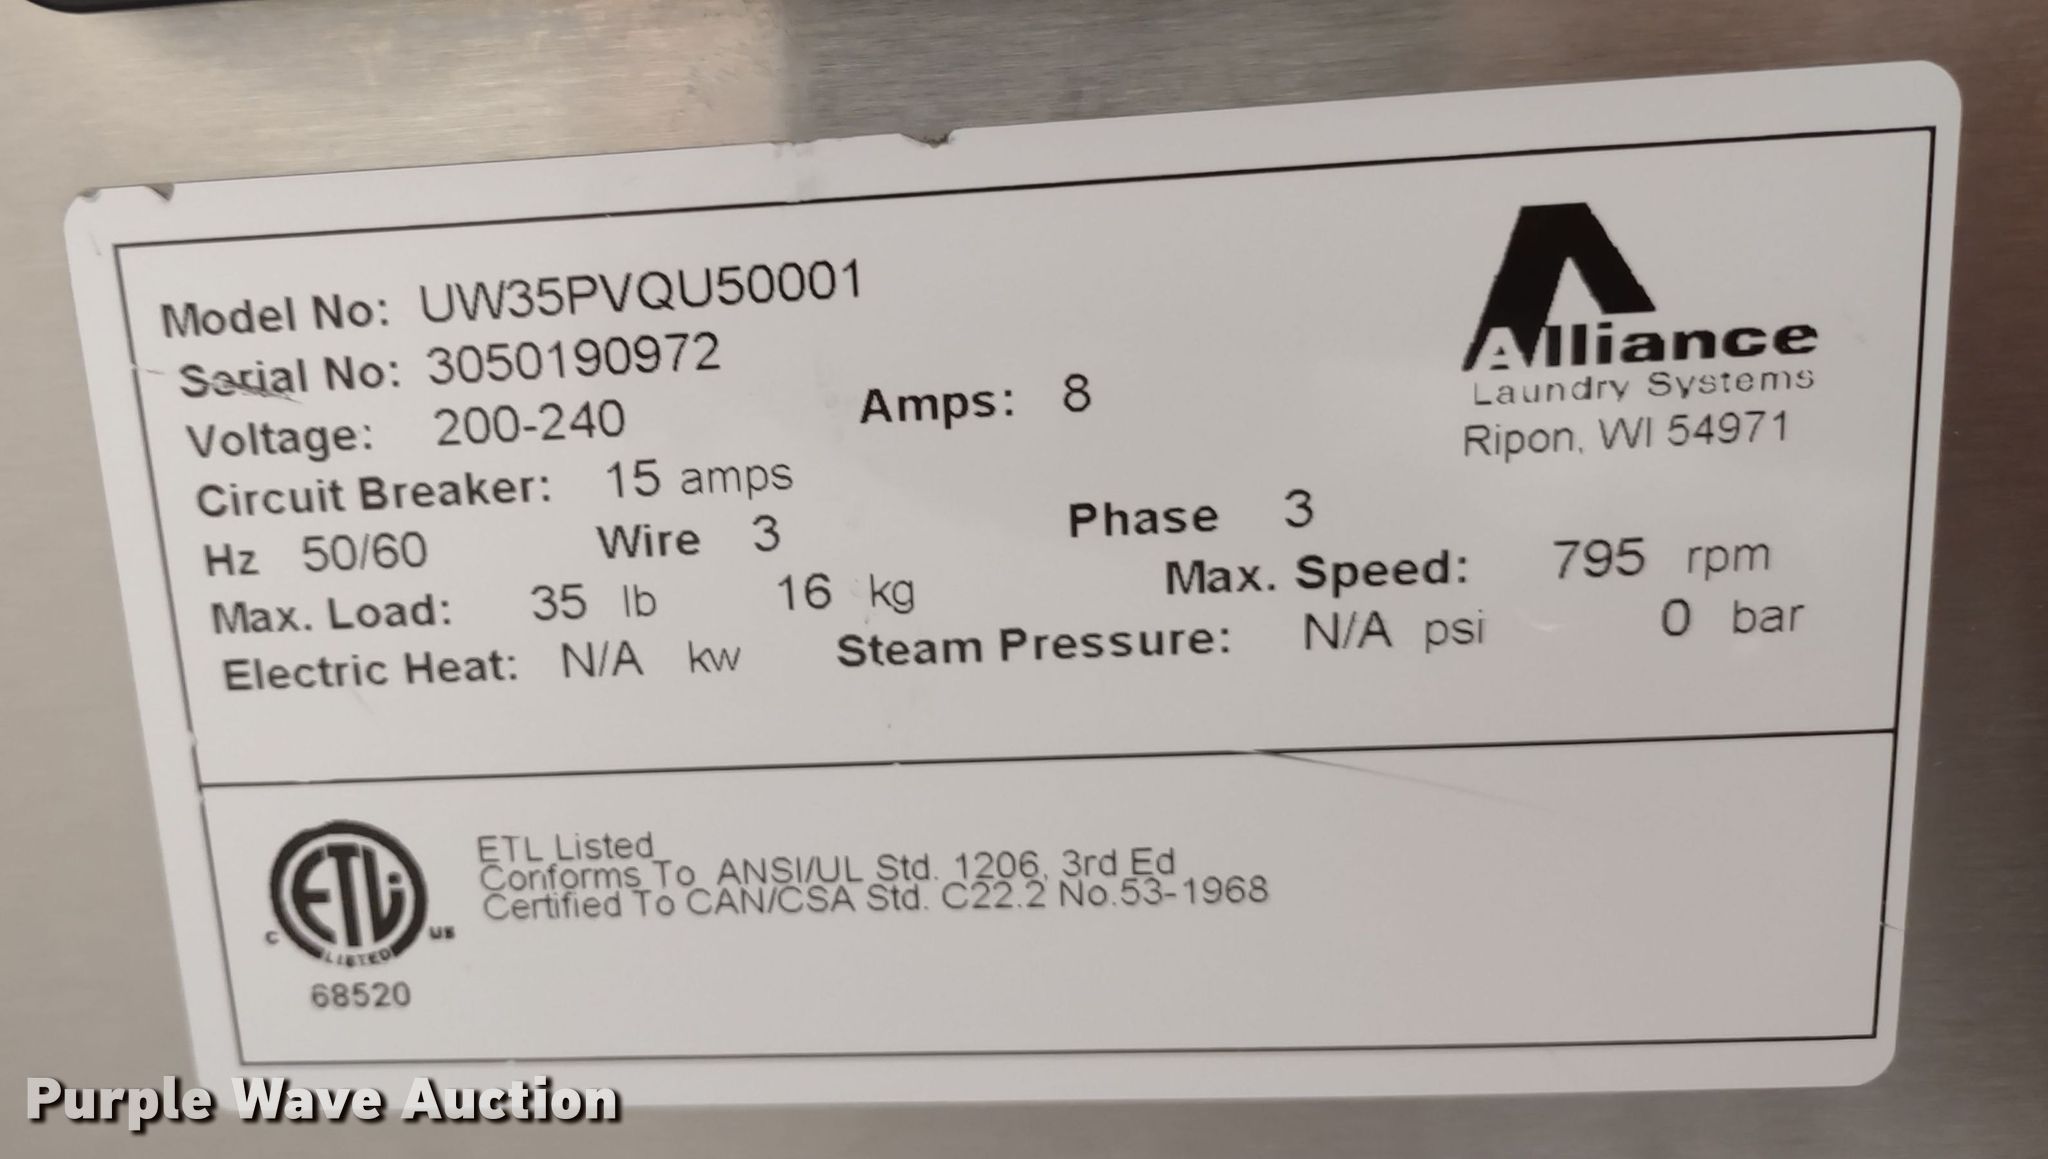 Model No: UW35PVQU50001
Serial No: 3050190972
Voltage: 200-240 Amps: 8
Circuit Breaker: 15 amps
Hz 50/60 Wire 3 Phase 3
Max. Load: 35 lb 16 kg Max. Speed: 795 rpm
Electric Heat: N/A kw Steam Pressure: N/A psi 0 bar
Alliance
Laundry Systems
Ripon, WI 54971
ETL
LISTED
C US
68520
ETL Listed
Conforms To ANSI/UL Std. 1206, 3rd Ed
Certified To CAN/CSA Std. C22.2 No.53-1968
Purple Wave Auction